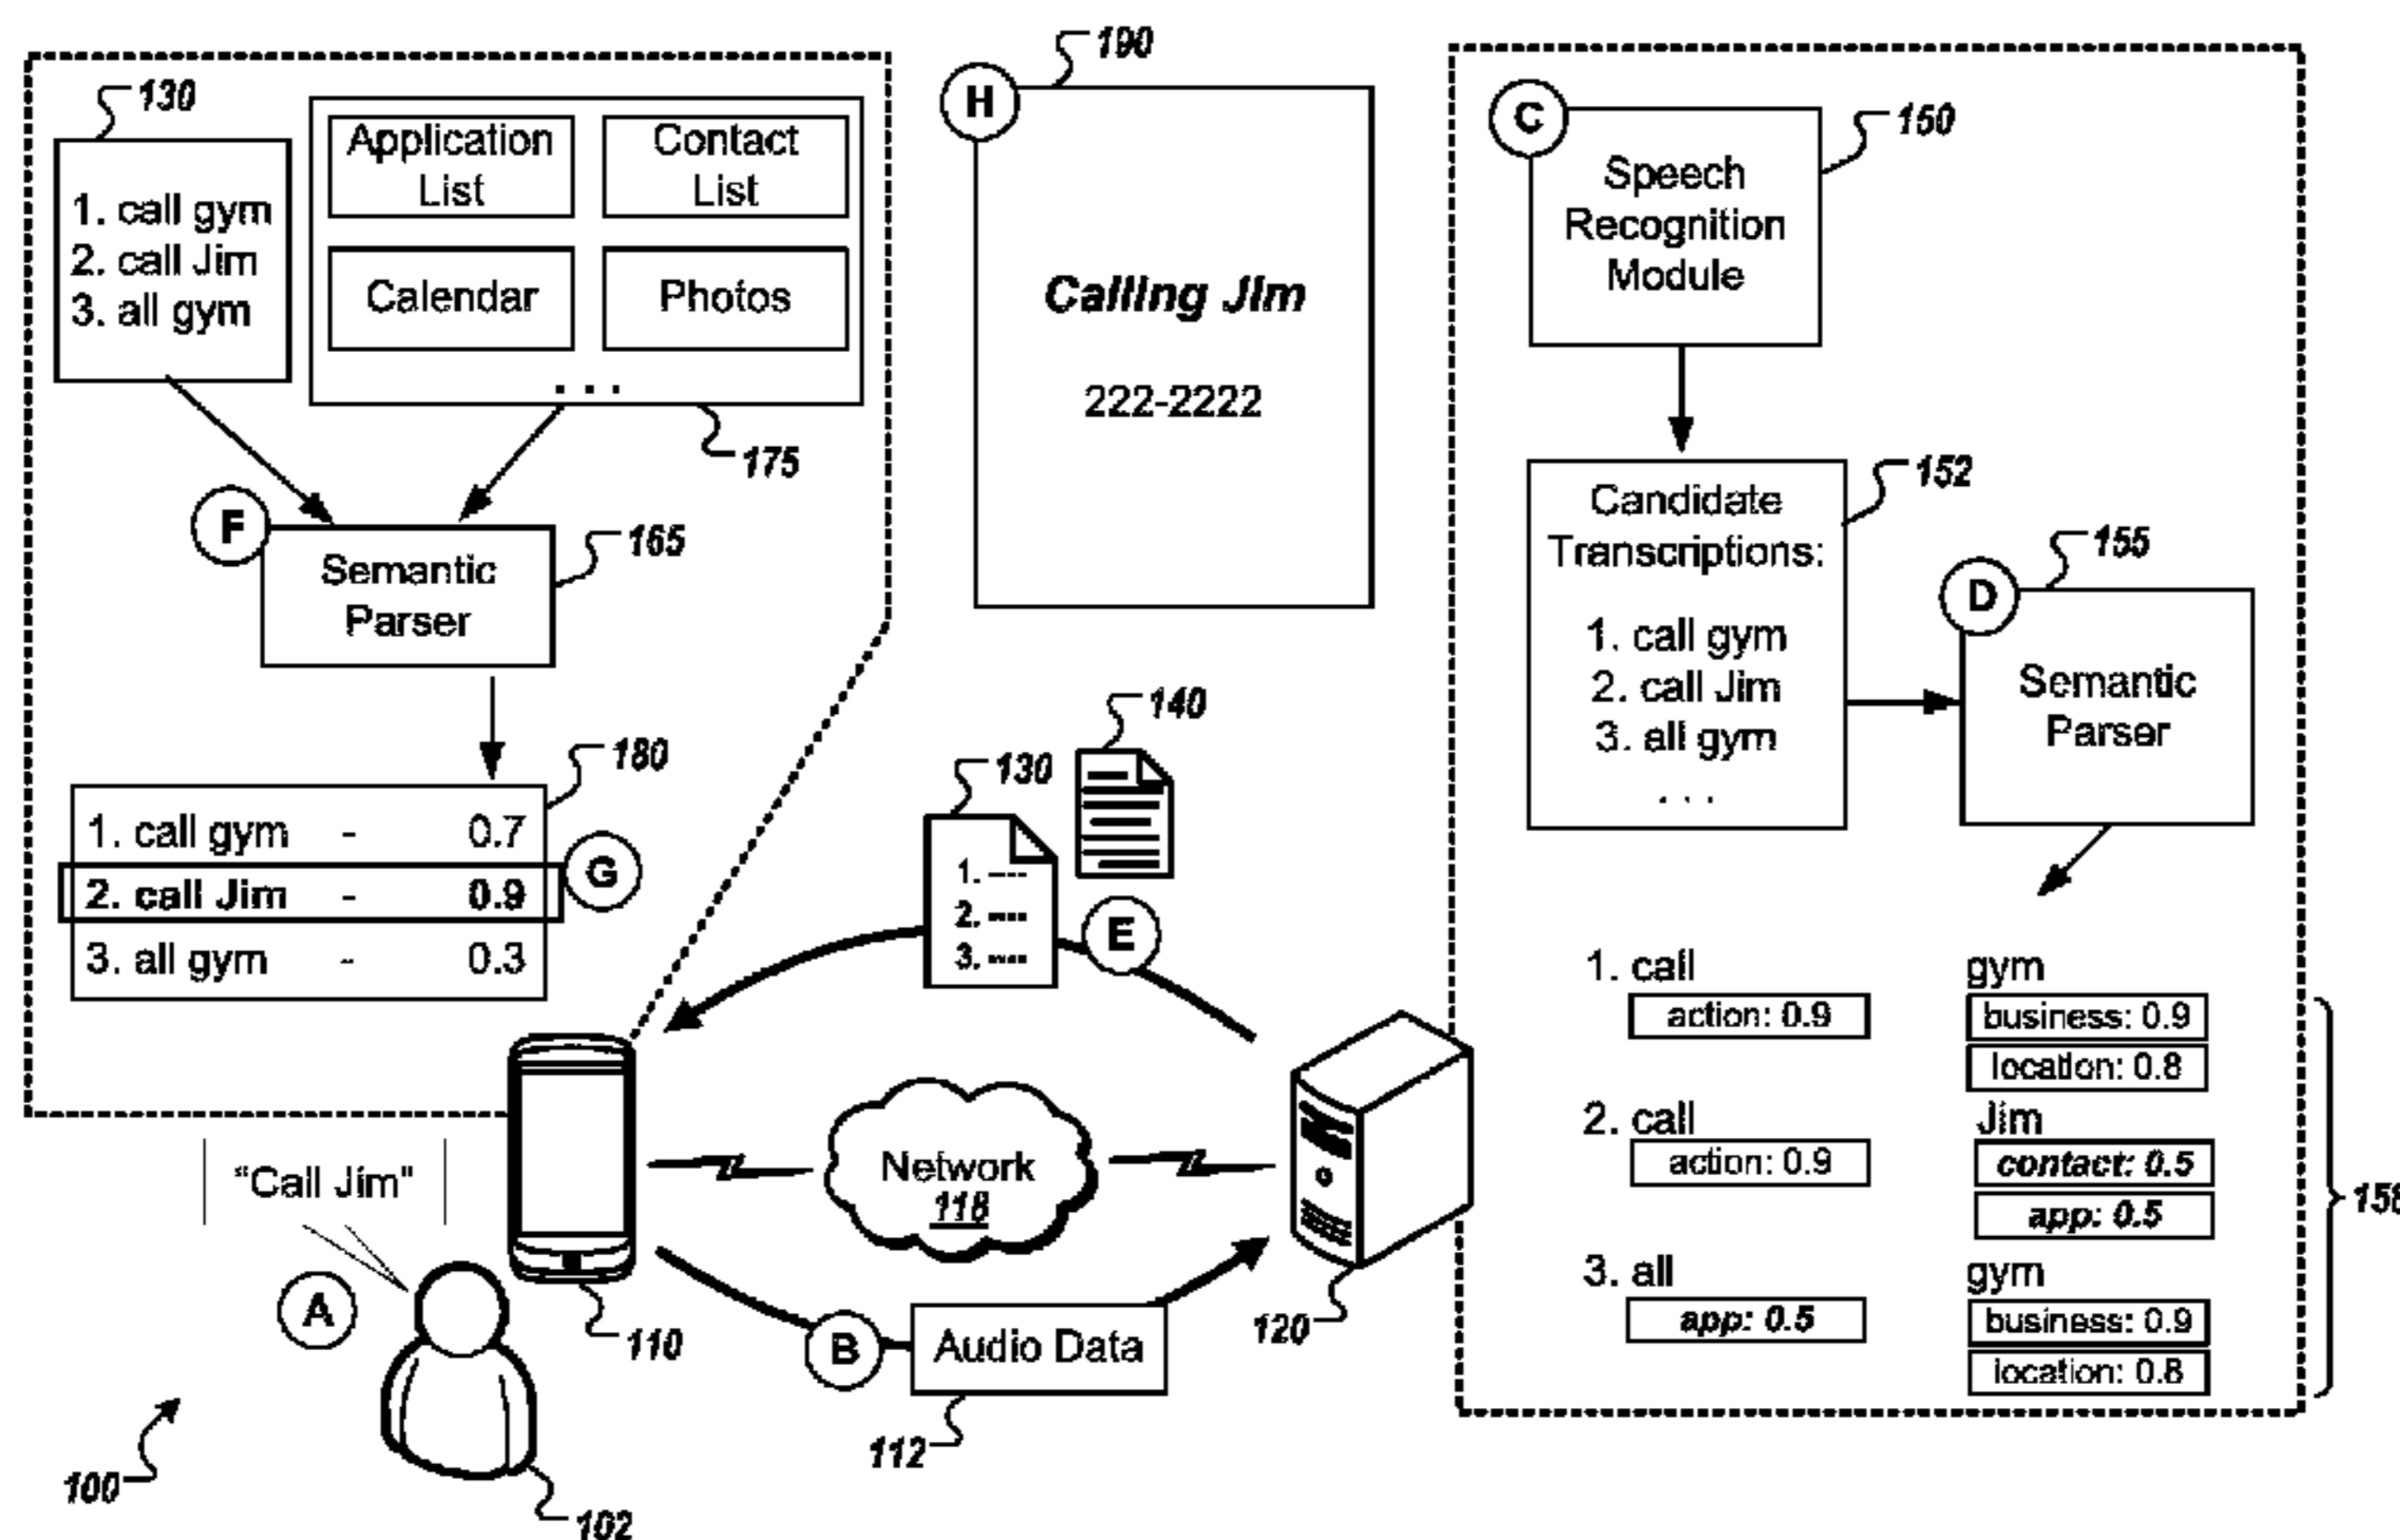 130
1. call gym
2. call Jim
3. all gym
Application
List
Contact
List
Calendar
Photos
. . .
175
F
165
Semantic
Parser
180
1. call gym - 0.7
2. call Jim - 0.9
3. all gym - 0.3
G
H
190
Calling Jim
222-2222
C
150
Speech
Recognition
Module
152
Candidate
Transcriptions:
1. call gym
2. call Jim
3. all gym
. . .
D
155
Semantic
Parser
1. call gym
action: 0.9 business: 0.9
location: 0.8
2. call Jim
action: 0.9 contact: 0.5
app: 0.5
3. all gym
app: 0.5 business: 0.9
location: 0.8
158
140
130
1. ----
2. ----
3. ----
E
Network
118
"Call Jim"
A
110
B
Audio Data
112
120
100
102